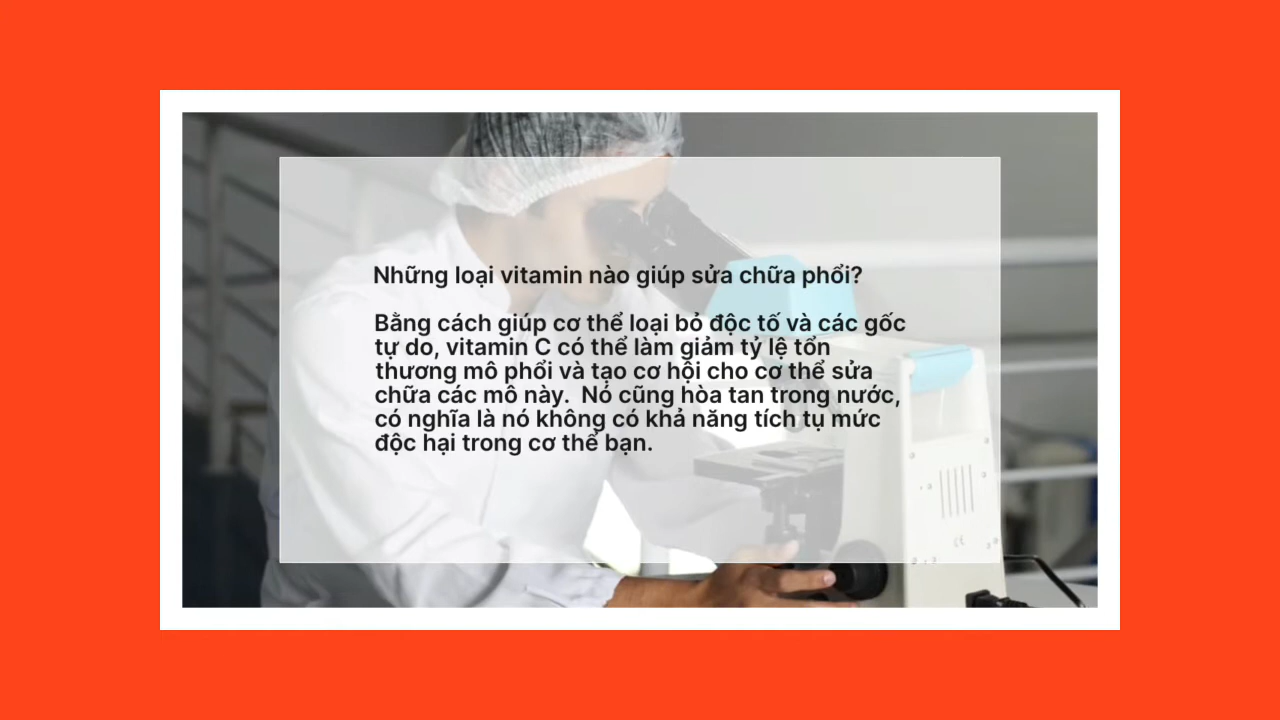 Những loại vitamin nào giúp sửa chữa phổi?
Bằng cách giúp cơ thể loại bỏ độc tố và các gốc
tự do, vitamin C có thể làm giảm tỷ lệ tổn
thương mô phổi và tạo cơ hội cho cơ thể sửa
chữa các mô này.  Nó cũng hòa tan trong nước,
có nghĩa là nó không có khả năng tích tụ mức
độc hại trong cơ thể bạn.